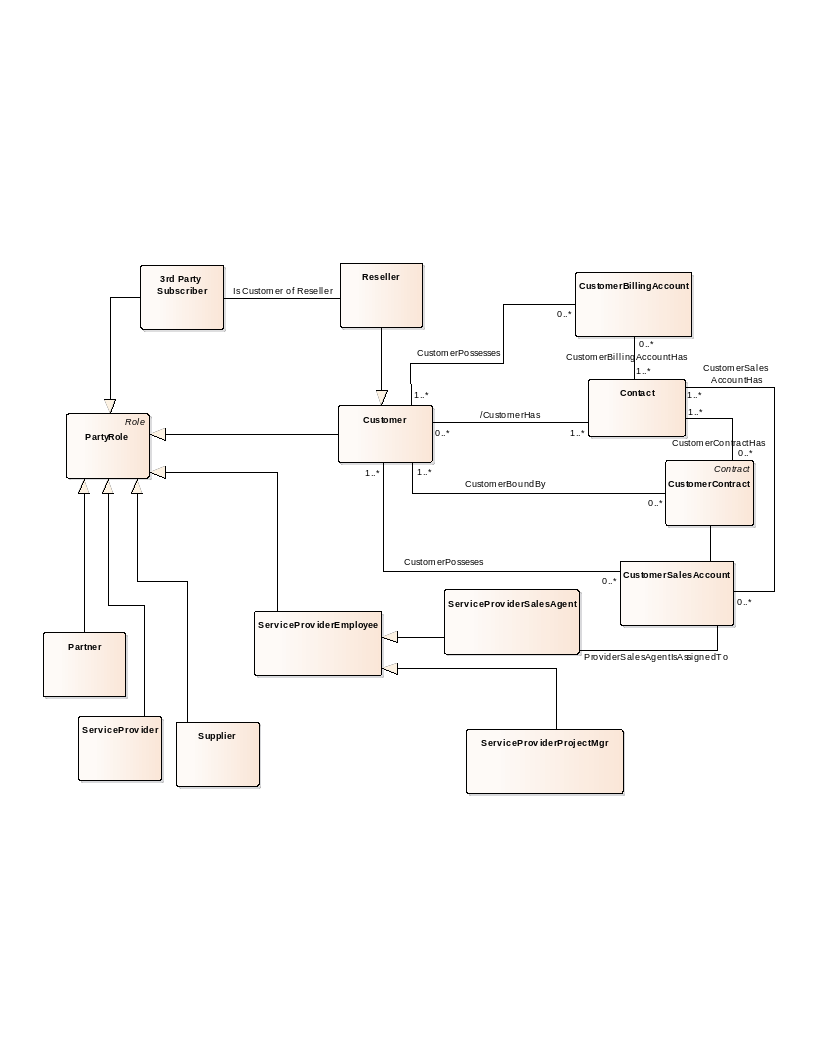 3rd Party
Subscriber
Is Customer of Reseller
Reseller
CustomerBillingAccount
0..*
0..*
CustomerPossesses
CustomerBillingAccountHas
CustomerSales
AccountHas
1..*
1..*
Contact
1..*
1..*
Customer
/CustomerHas
0..*
1..*
Role
PartyRole
CustomerContractHas
0..*
1..*
1..*
Contract
CustomerContract
CustomerBoundBy
0..*
CustomerPosseses
0..*
CustomerSalesAccount
0..*
ServiceProviderSalesAgent
ServiceProviderEmployee
ProviderSalesAgentIsAssignedTo
Partner
ServiceProvider
Supplier
ServiceProviderProjectMgr